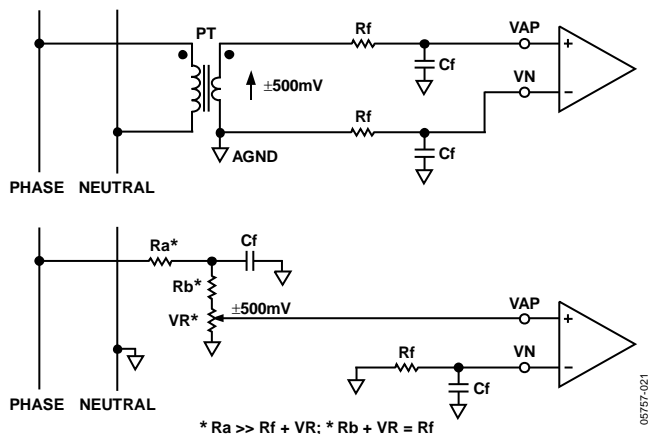 PT
Rf
VAP
Cf
±500mV
VN
Rf
Cf
AGND
PHASE NEUTRAL
Ra*
Cf
Rb*
±500mV
VR*
VAP
Rf
VN
Cf
PHASE NEUTRAL
* Ra >> Rf + VR; * Rb + VR = Rf
05757-021
+
−
+
−